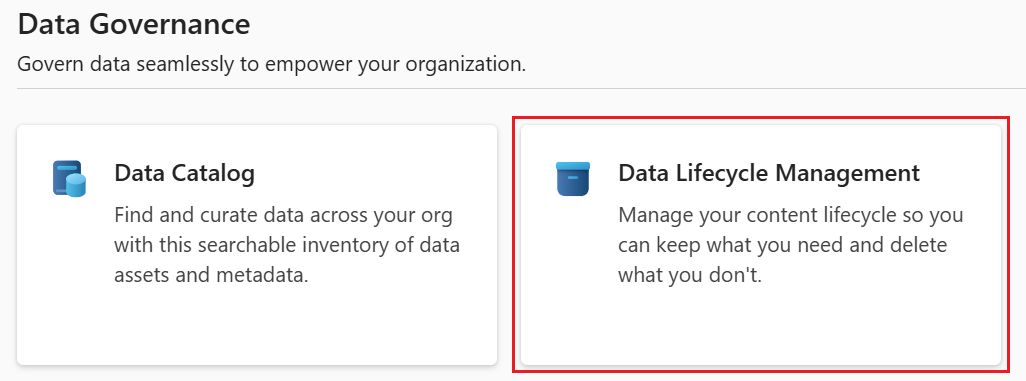 Data Governance
Govern data seamlessly to empower your organization.
Data Catalog
Find and curate data across your org
with this searchable inventory of data
assets and metadata.
Data Lifecycle Management
Manage your content lifecycle so you
can keep what you need and delete
what you don't.